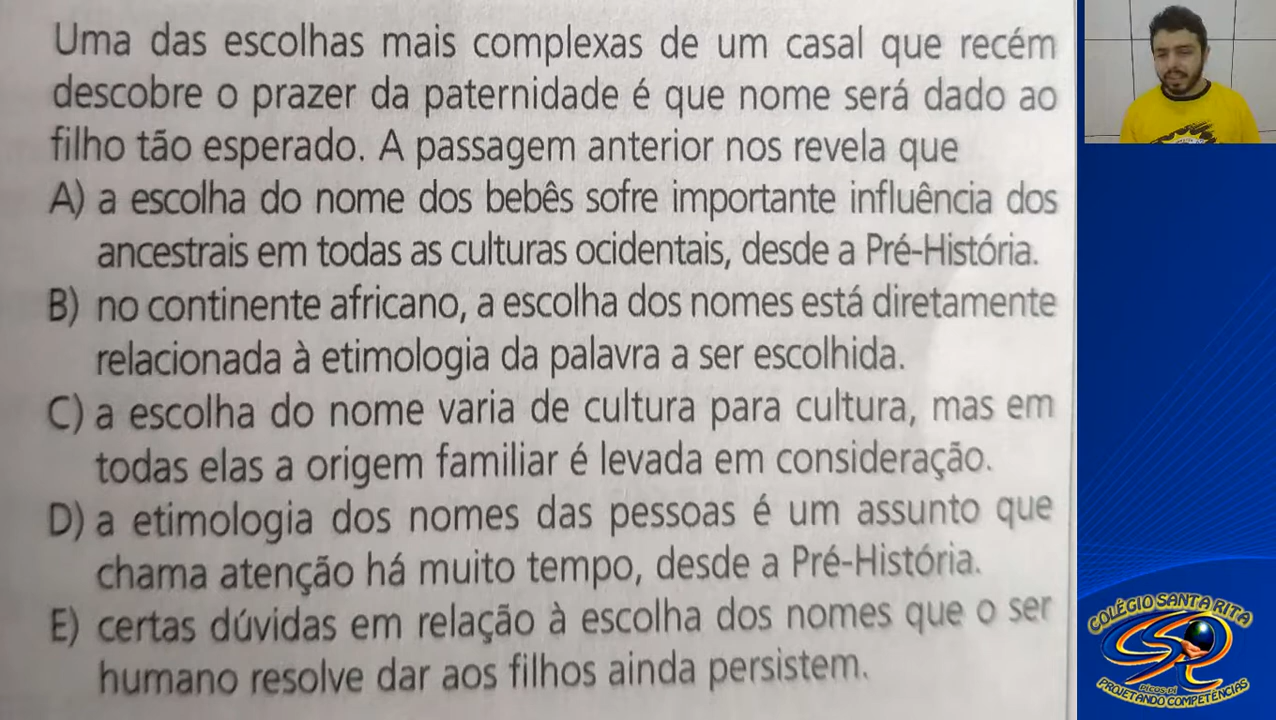 Uma das escolhas mais complexas de um casal que recém
descobre o prazer da paternidade é que nome será dado ao
filho tão esperado. A passagem anterior nos revela que
A) a escolha do nome dos bebês sofre importante influência dos
ancestrais em todas as culturas ocidentais, desde a Pré-História.
B) no continente africano, a escolha dos nomes está diretamente
relacionada à etimologia da palavra a ser escolhida.
C) a escolha do nome varia de cultura para cultura, mas em
todas elas a origem familiar é levada em consideração.
D) a etimologia dos nomes das pessoas é um assunto que
chama atenção há muito tempo, desde a Pré-História.
E) certas dúvidas em relação à escolha dos nomes que o ser
humano resolve dar aos filhos ainda persistem.
COLÉGIO SANTA RITA
PICOS-PI
PROJETANDO COMPETÊNCIAS